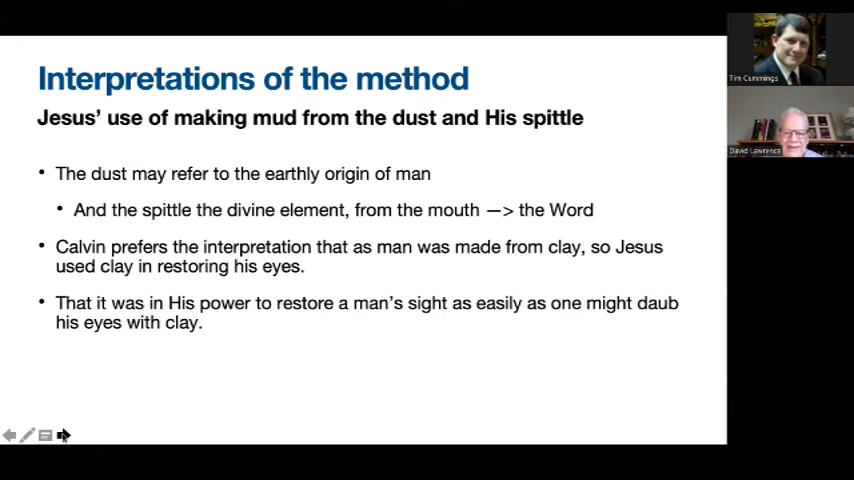 Interpretations of the method
Jesus’ use of making mud from the dust and His spittle
• The dust may refer to the earthly origin of man
• And the spittle the divine element, from the mouth —> the Word
• Calvin prefers the interpretation that as man was made from clay, so Jesus
used clay in restoring his eyes.
• That it was in His power to restore a man’s sight as easily as one might daub
his eyes with clay.
Tim Cummings
David Lawrence